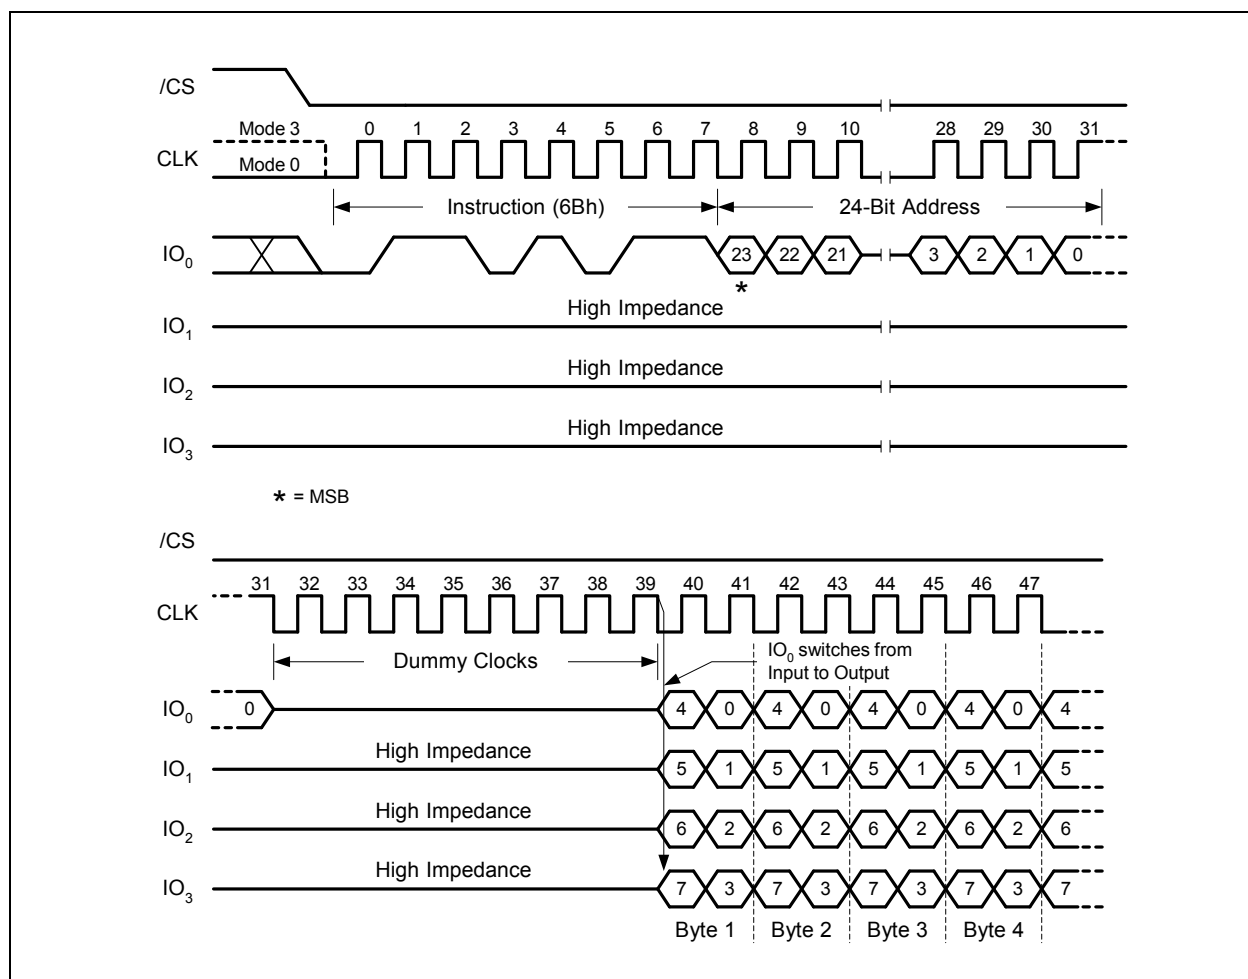 /CS
Mode 3
0 1 2 3 4 5 6 7 8 9 10 28 29 30 31
CLK
Mode 0
Instruction (6Bh) 24-Bit Address
IO0 23 22 21 3 2 1 0
*
High Impedance
IO1
High Impedance
IO2
High Impedance
IO3
* = MSB
/CS
31 32 33 34 35 36 37 38 39 40 41 42 43 44 45 46 47
CLK
Dummy Clocks
IO0 switches from
Input to Output
IO0 0 4 0 4 0 4 0 4 0 4
High Impedance
IO1 5 1 5 1 5 1 5 1 5
High Impedance
IO2 6 2 6 2 6 2 6 2 6
High Impedance
IO3 7 3 7 3 7 3 7 3 7
Byte 1 Byte 2 Byte 3 Byte 4